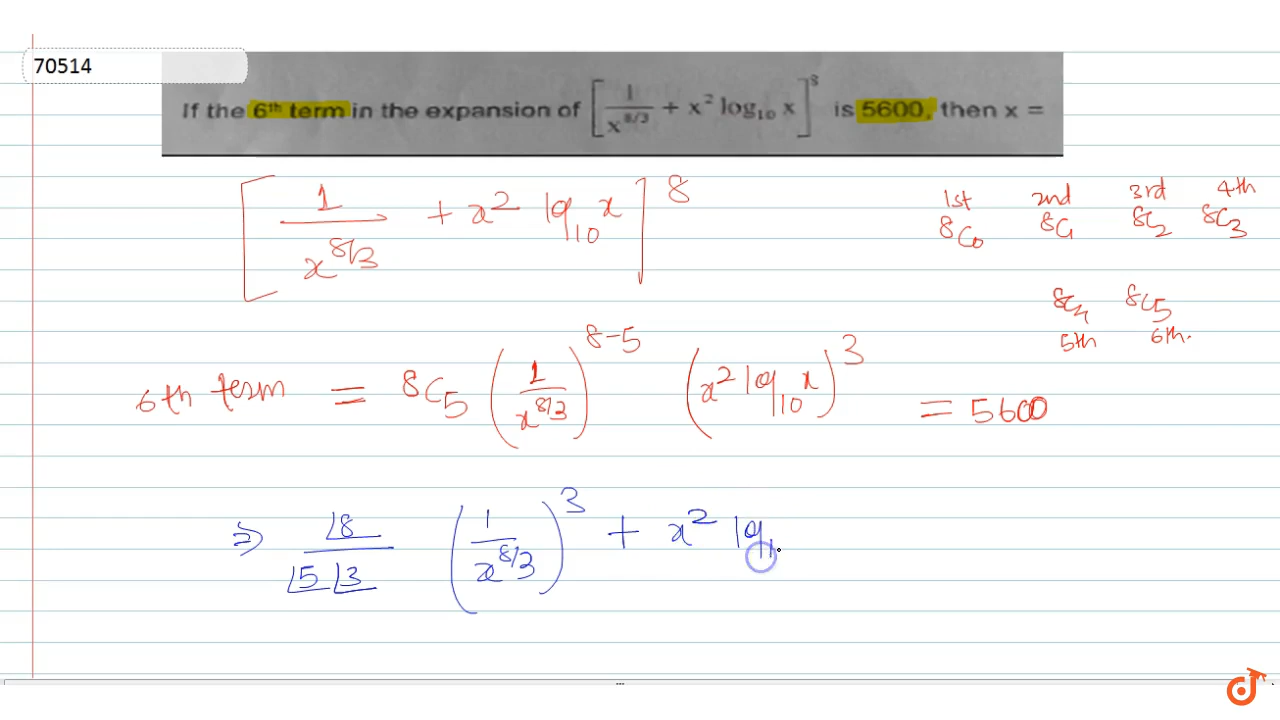 70514
If the 6th term in the expansion of [1/x^(8/3) + x² log₁₀ x]⁸ is 5600, then x =
[1/x^(8/3) + x² log₁₀ x]⁸
1st 2nd 3rd 4th
8C₀ 8C₁ 8C₂ 8C₃
8C₄ 8C₅
5th 6th.
6th term = 8C₅ (1/x^(8/3))^(8-5) (x² log₁₀ x)³ = 5600
⇒ ⌊8/⌊5 ⌊3 (1/x^(8/3))³ + x² log₁